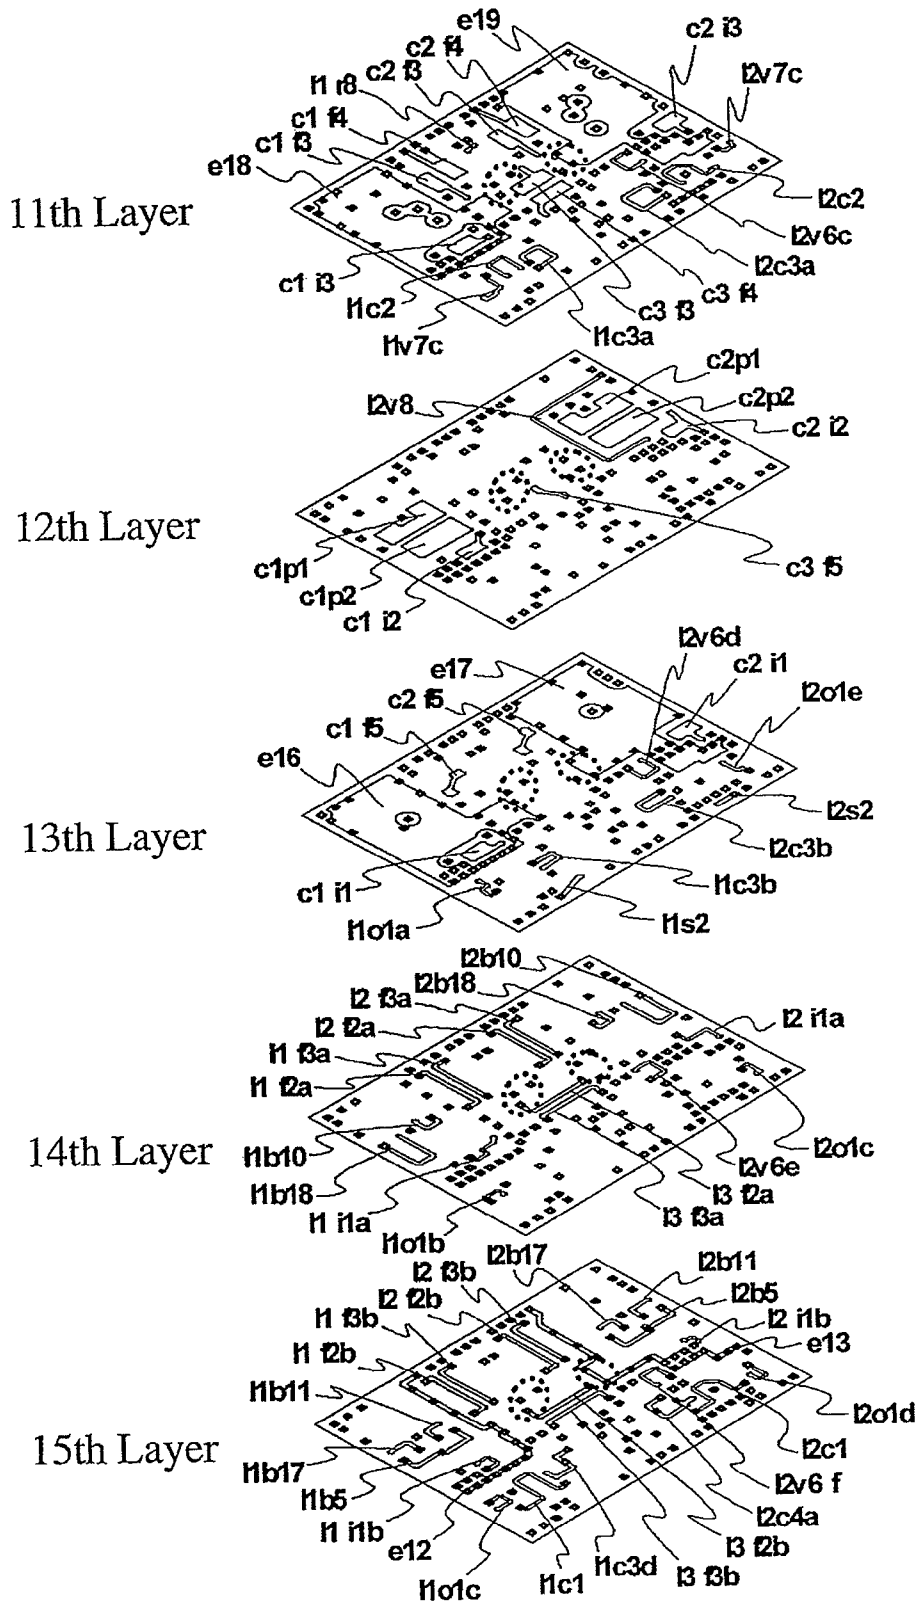 e19
c2 f4
c2 i3
c2 f3
l2v7c
l1 r8
c1 f4
c1 f3
e18
11th Layer
l2c2
l2v6c
l2c3a
c1 i3
l1c2
c3 f4
c3 f3
l1c3a
l1v7c
c2p1
l2v8
c2p2
c2 i2
12th Layer
c1p1
c3 f5
c1p2
c1 i2
l2v6d
e17
c2 i1
c2 f5
l2o1e
c1 f5
e16
l2s2
13th Layer
l2c3b
l1c3b
c1 i1
l1o1a
l1s2
l2b10
l2b18
l2 f3a
l2 i1a
l2 f2a
l1 f3a
l1 f2a
14th Layer
l1b10
l2o1c
l2v6e
l1b18
l3 f2a
l1 i1a
l3 f3a
l1o1b
l2b17
l2b11
l2 f3b
l2b5
l2 f2b
l2 i1b
l1 f3b
e13
l1 f2b
l1b11
l2o1d
15th Layer
l2c1
l1b17
l2v6 f
l1b5
l2c4a
l1 i1b
l3 f2b
e12
l1c3d
l3 f3b
l1c1
l1o1c